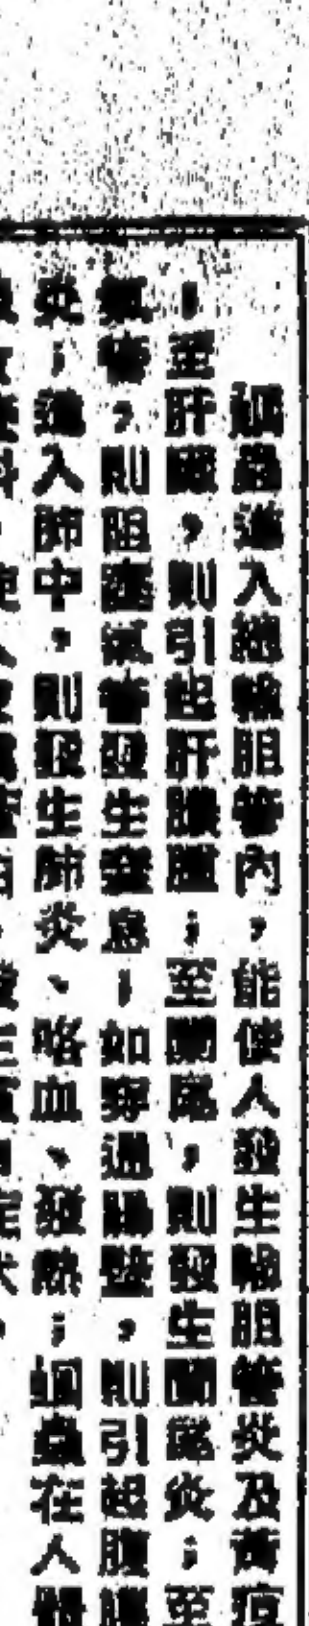 蛔蟲進入總輸胆管內，能使人發生輸胆管炎及黃疸
；至肝臟，則引起肝膿腫；至闌尾，則發生闌尾炎；至
氣管，則阻塞氣管發生窒息；如穿過腸壁，則引起腹膜
炎；進入肺中，則發生肺炎、咯血、發熱；蛔蟲在人體